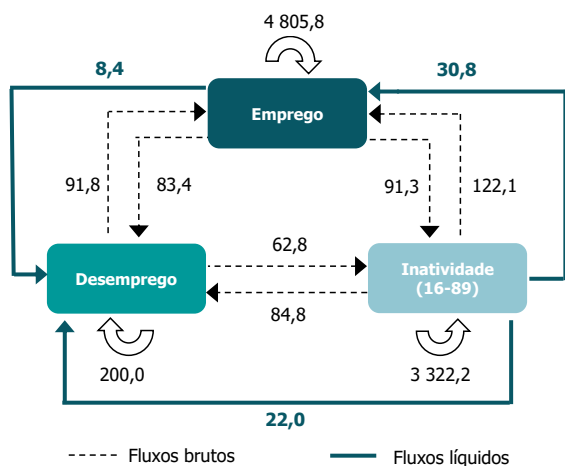 4 805,8
8,4
30,8
Emprego
91,8
83,4
91,3
122,1
62,8
Desemprego
Inatividade
(16-89)
84,8
200,0
3 322,2
22,0
Fluxos brutos
Fluxos líquidos